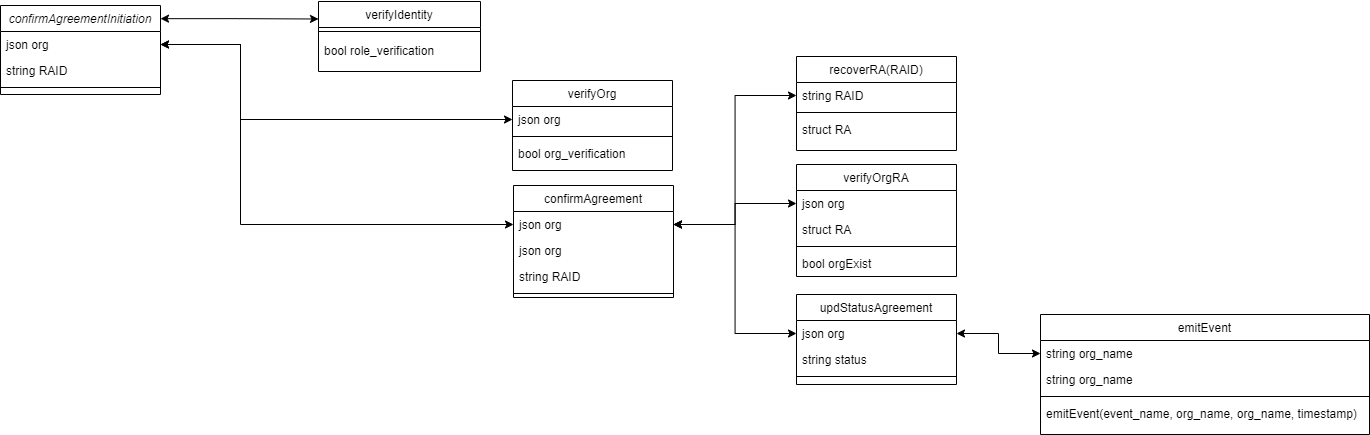 confirmAgreementInitiation
json org
string RAID
verifyIdentity
bool role_verification
verifyOrg
json org
bool org_verification
confirmAgreement
json org
json org
string RAID
recoverRA(RAID)
string RAID
struct RA
verifyOrgRA
json org
struct RA
bool orgExist
updStatusAgreement
json org
string status
emitEvent
string org_name
string org_name
emitEvent(event_name, org_name, org_name, timestamp)